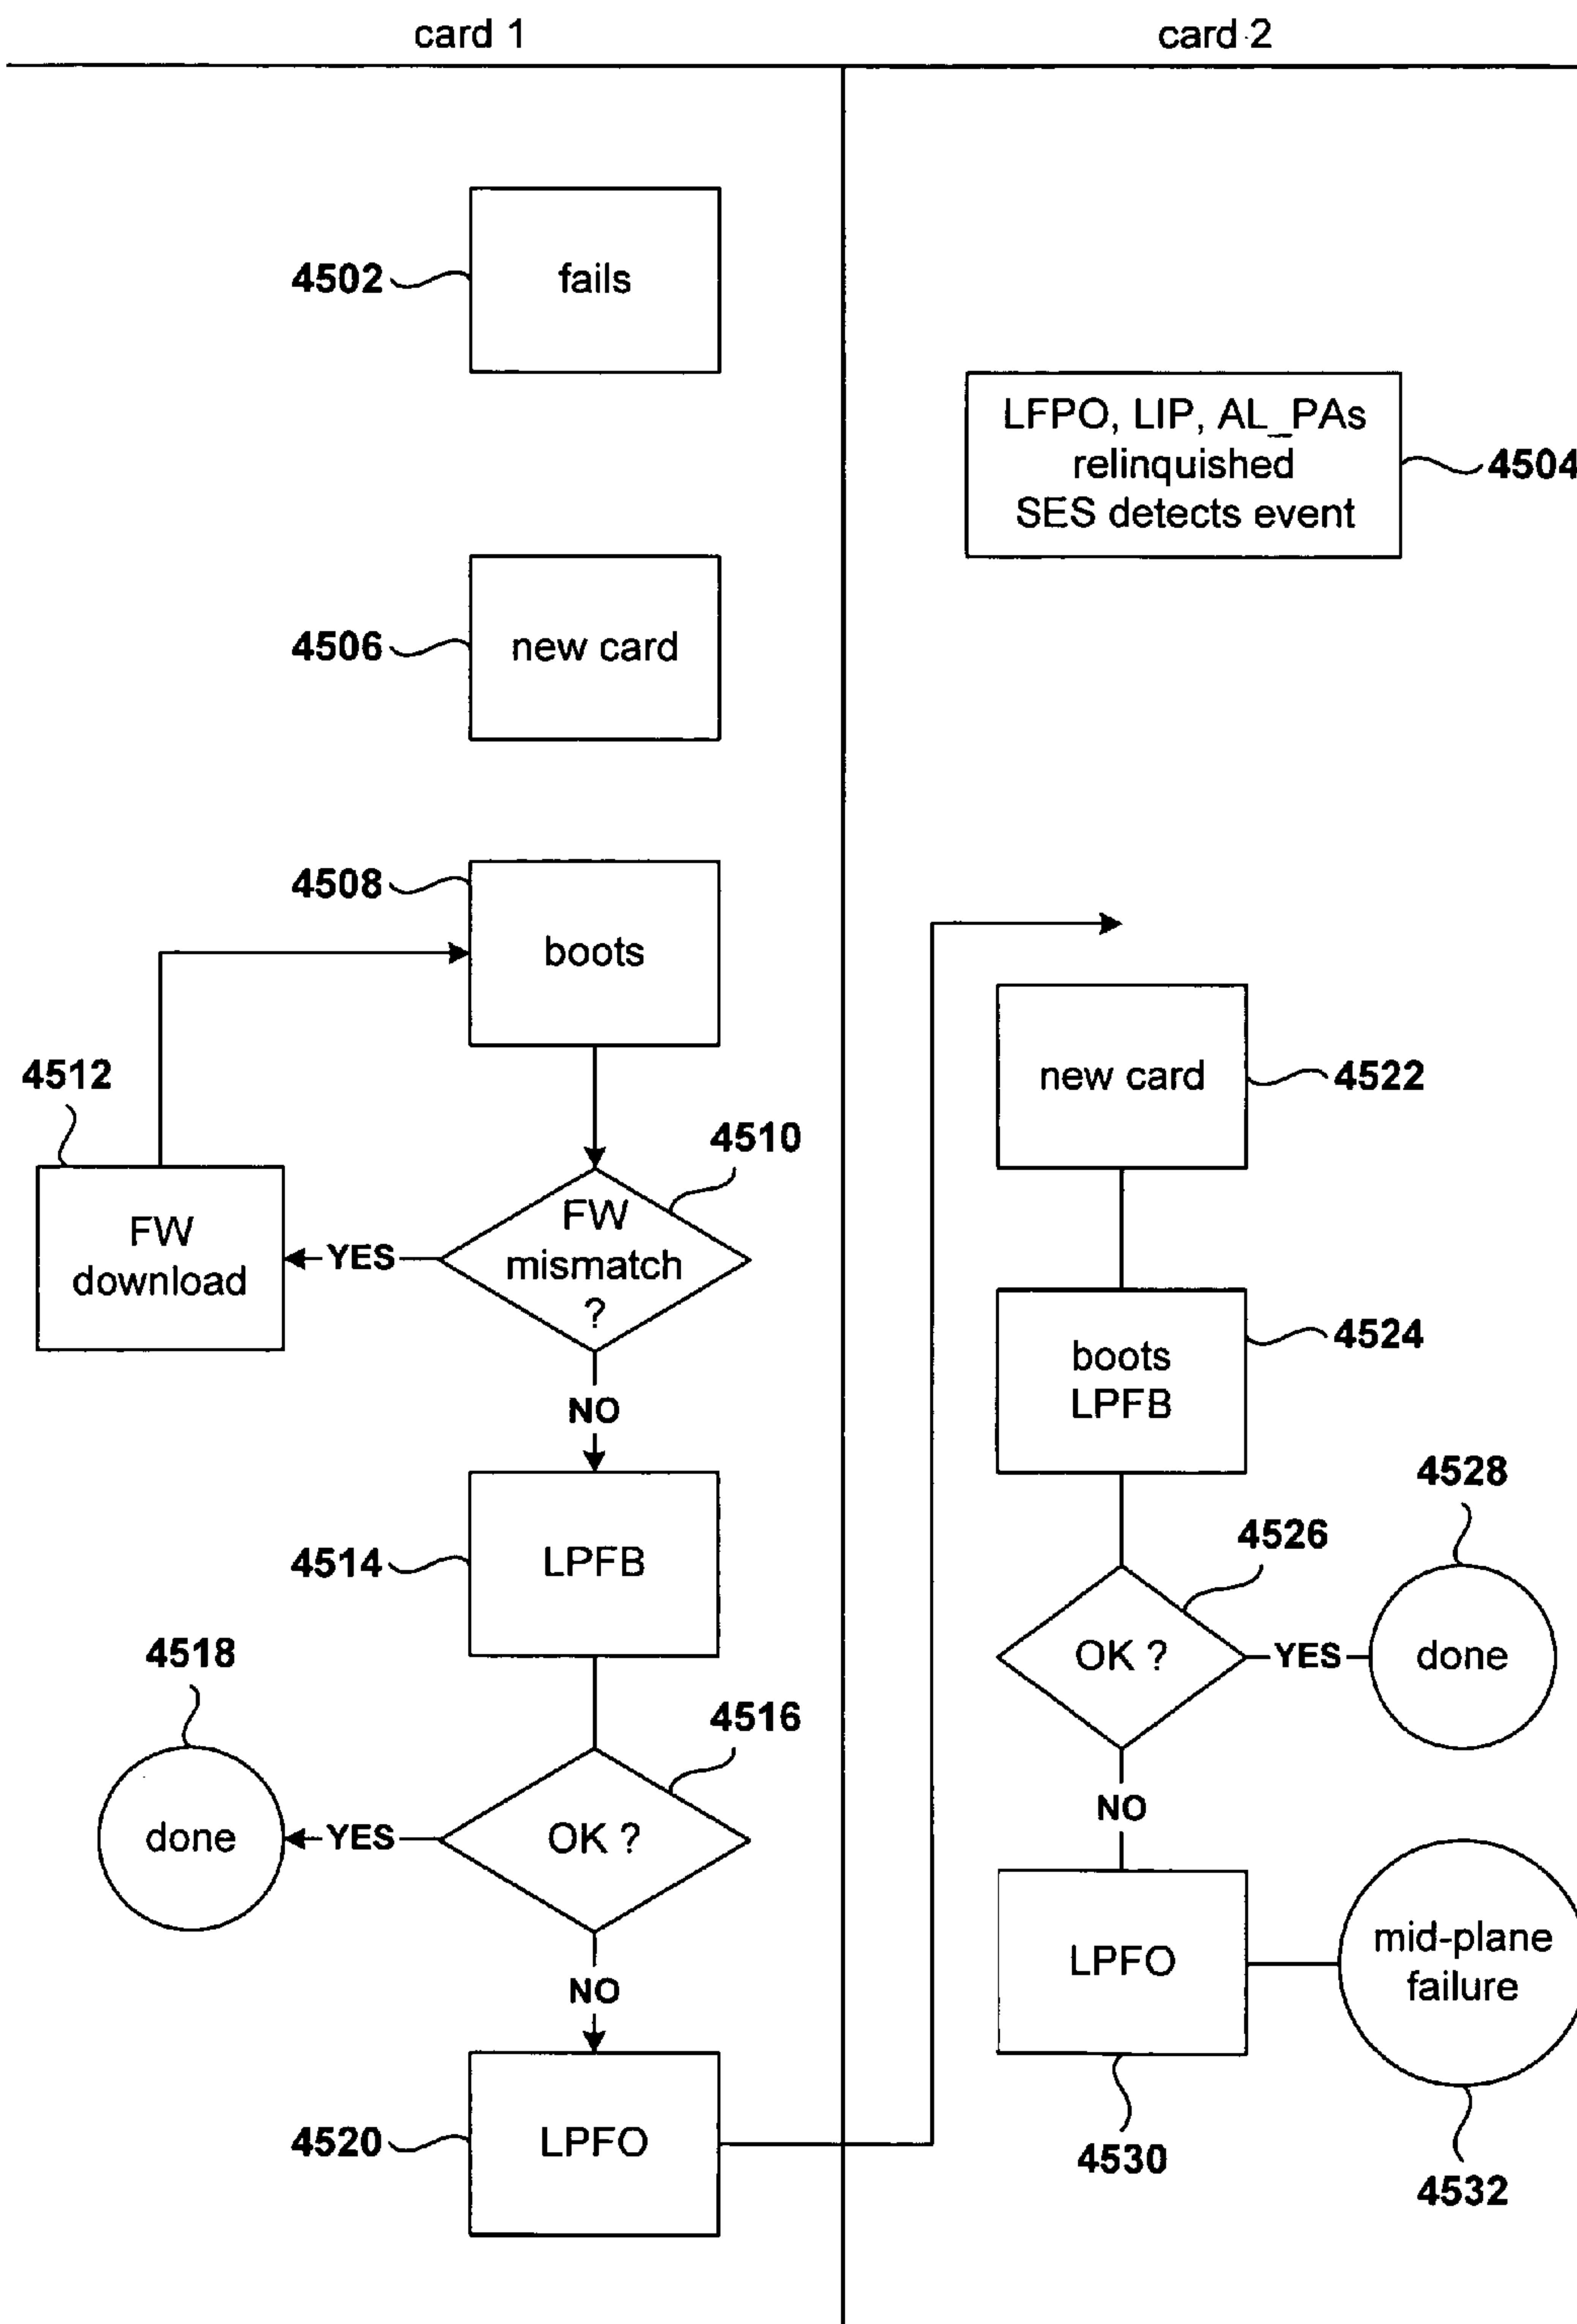 card 1
card 2
4502
fails
LFPO, LIP, AL_PAs
relinquished
SES detects event
4504
4506
new card
4508
boots
4512
4510
FW
download
YES
FW
mismatch
?
NO
4514
LPFB
4518
4516
done
YES
OK ?
NO
4520
LPFO
new card
4522
boots
LPFB
4524
4528
4526
OK ?
YES
done
NO
LPFO
mid-plane
failure
4530
4532